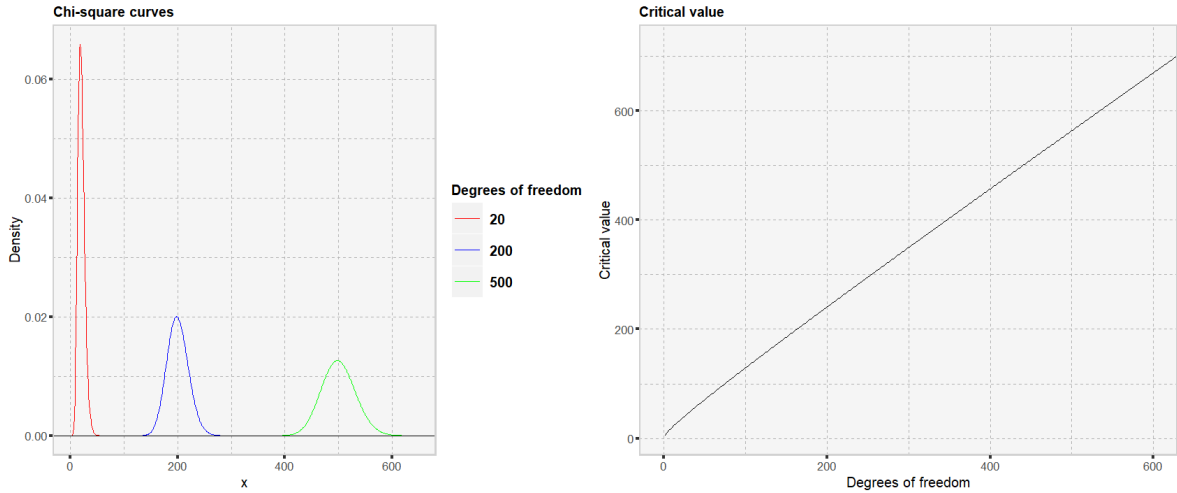 Chi-square curves
0.06
0.04
0.02
0.00
Density
0
200
400
600
x
Degrees of freedom
20
200
500
Critical value
600
400
200
0
Critical value
0
200
400
600
Degrees of freedom